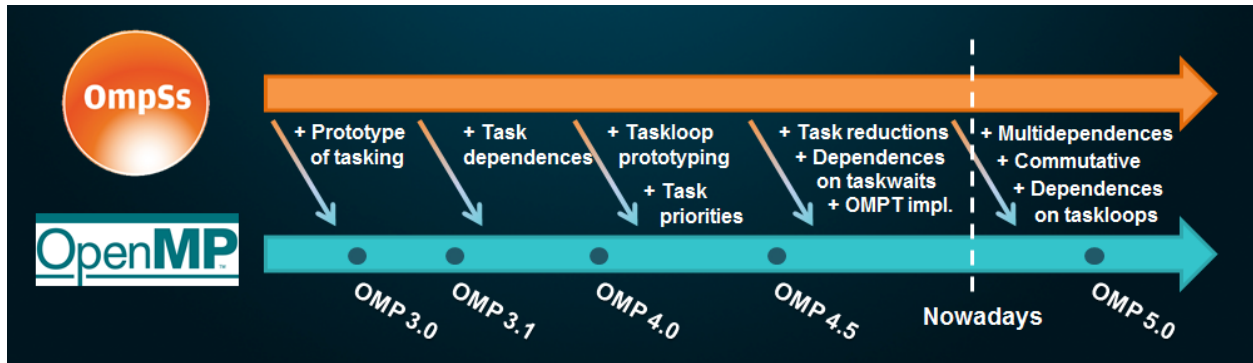 OmpSs
+ Prototype
of tasking
+ Task
dependences
+ Taskloop
prototyping
+ Task
priorities
+ Task reductions
+ Dependences
on taskwaits
+ OMPT impl.
+ Multidependences
+ Commutative
+ Dependences
on taskloops
OpenMP™
OMP 3.0
OMP 3.1
OMP 4.0
OMP 4.5
Nowadays
OMP 5.0